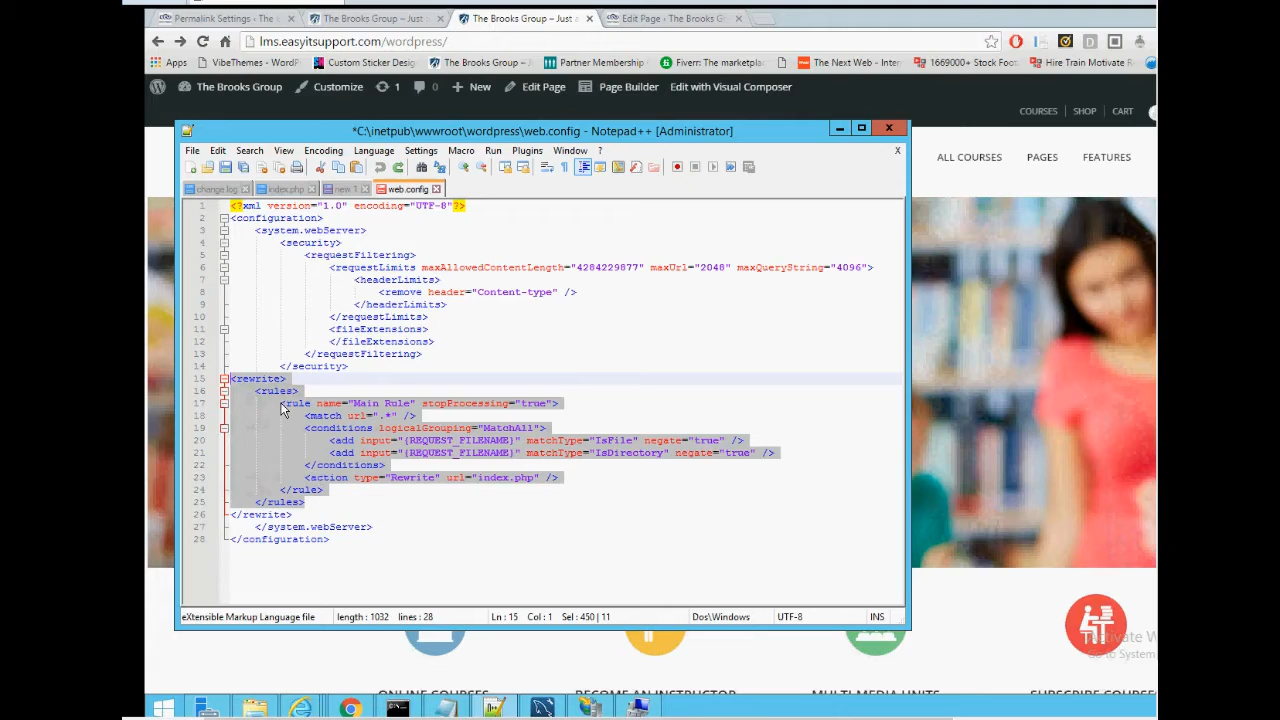 Permalink Settings ‹ The
The Brooks Group – Just
The Brooks Group – Just a
Edit Page ‹ The Brooks Gr
lms.easyitsupport.com/wordpress/
Apps
VibeThemes - WordP
Custom Sticker Desig
The Brooks Group – J
Partner Membership
Fiverr: The marketpla
The Next Web - Inter
1669000+ Stock Foot
Hire Train Motivate R
The Brooks Group
Customize
1
0
New
Edit Page
Page Builder
Edit with Visual Composer
COURSES
SHOP
CART
ALL COURSES
PAGES
FEATURES
*C:\inetpub\wwwroot\wordpress\web.config - Notepad++ [Administrator]
File Edit Search View Encoding Language Settings Macro Run Plugins Window ? X
change.log
index.php
new 1
web.config
1 <?xml version="1.0" encoding="UTF-8"?>
2 <configuration>
3 <system.webServer>
4 <security>
5 <requestFiltering>
6 <requestLimits maxAllowedContentLength="4284229877" maxUrl="2048" maxQueryString="4096">
7 <headerLimits>
8 <remove header="Content-type" />
9 </headerLimits>
10 </requestLimits>
11 <fileExtensions>
12 </fileExtensions>
13 </requestFiltering>
14 </security>
15 <rewrite>
16 <rules>
17 <rule name="Main Rule" stopProcessing="true">
18 <match url=".*" />
19 <conditions logicalGrouping="MatchAll">
20 <add input="{REQUEST_FILENAME}" matchType="IsFile" negate="true" />
21 <add input="{REQUEST_FILENAME}" matchType="IsDirectory" negate="true" />
22 </conditions>
23 <action type="Rewrite" url="index.php" />
24 </rule>
25 </rules>
26 </rewrite>
27 </system.webServer>
28 </configuration>
eXtensible Markup Language file
length : 1032 lines : 28
Ln : 15 Col : 1 Sel : 450 | 11
Dos\Windows
UTF-8
INS
Activate W
Go to System
ONLINE COURSES
BECOME AN INSTRUCTOR
MULTIMEDIA UNITS
SUBSCRIBE COURSE